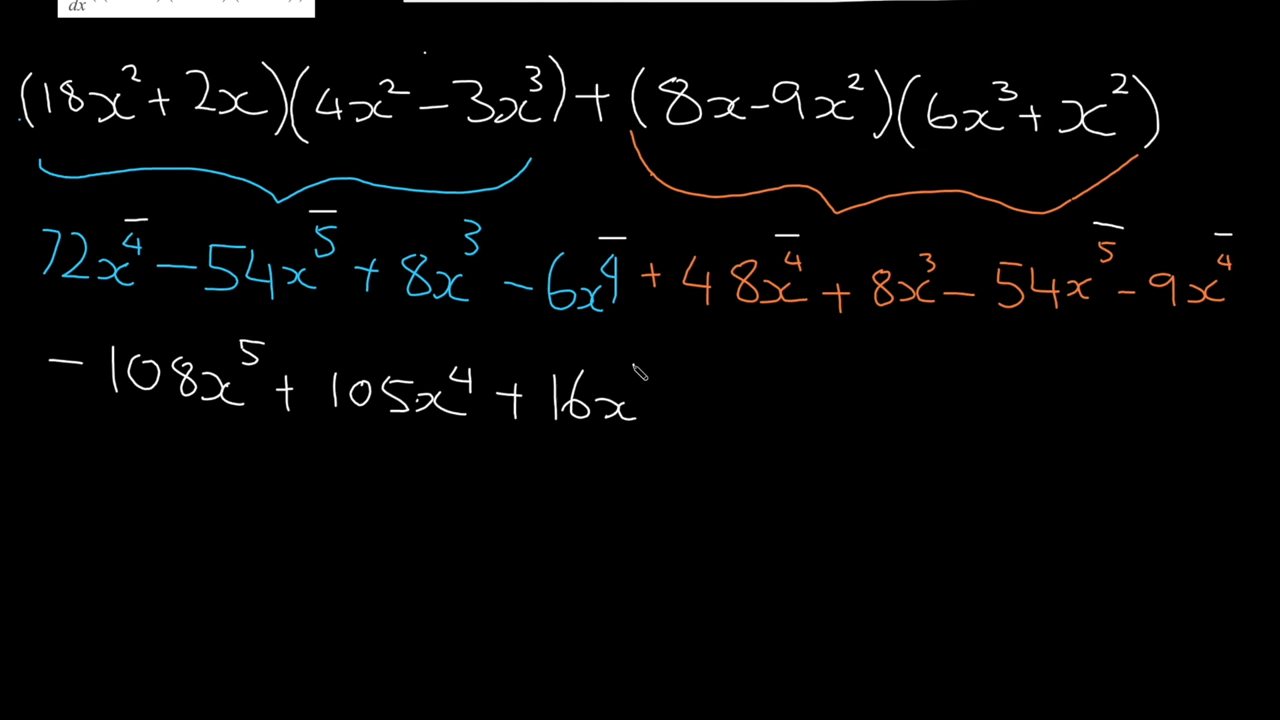 dx
(18x² + 2x)(4x² − 3x³) + (8x − 9x²)(6x³ + x²)
72x⁴ − 54x⁵ + 8x³ − 6x⁴ + 48x⁴ + 8x³ − 54x⁵ − 9x⁴
− 108x⁵ + 105x⁴ + 16x